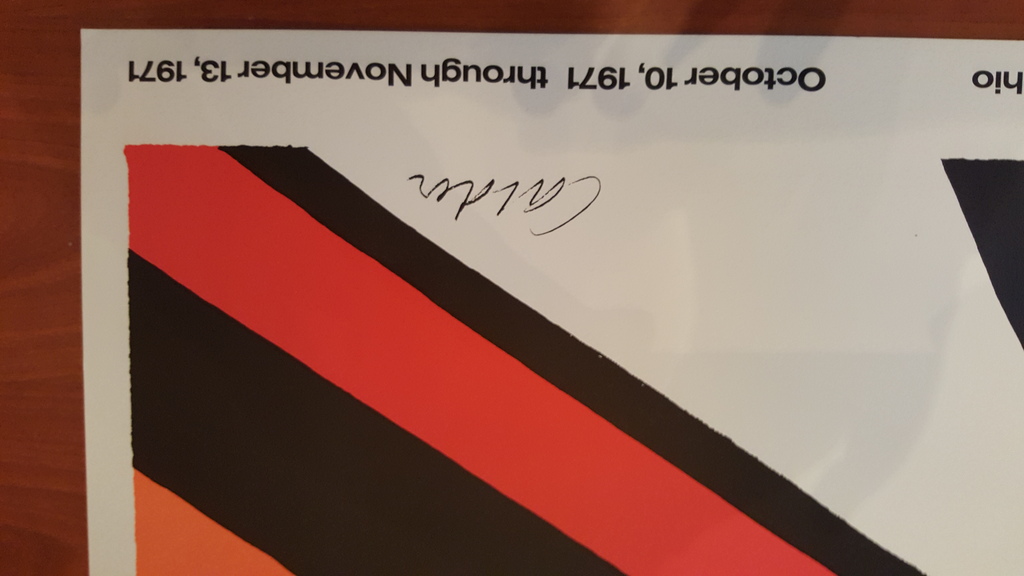 Calder
hio October 10, 1971 through November 13, 1971